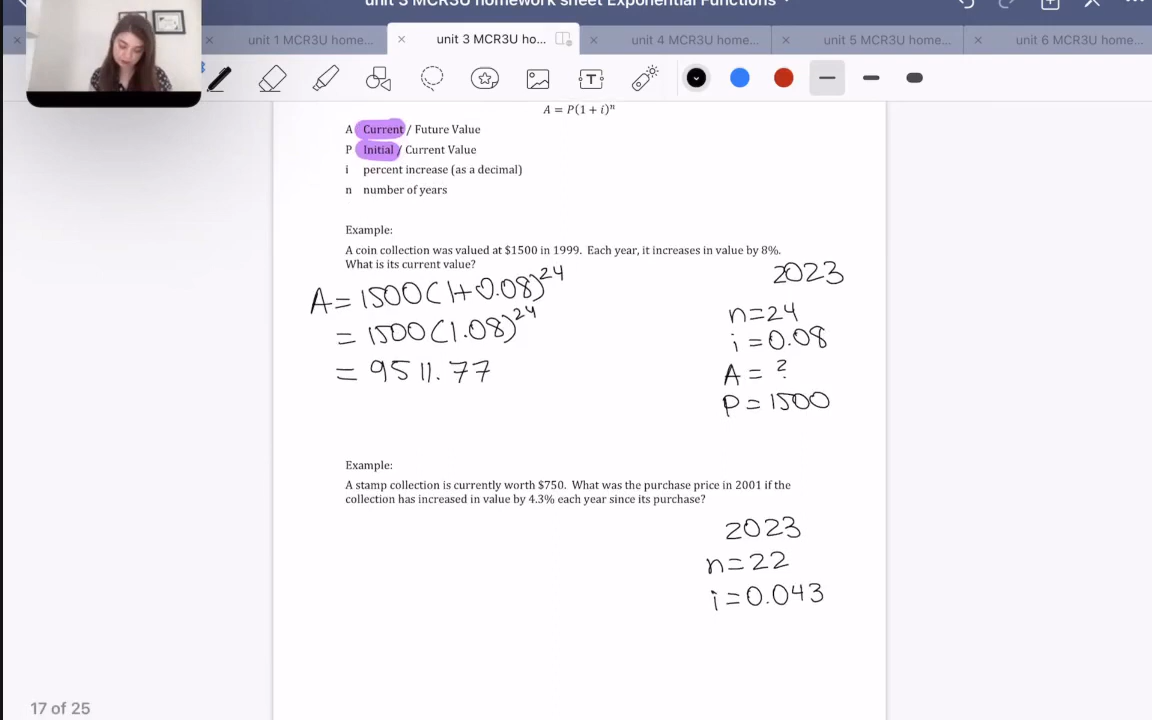 unit 3 MCR3U homework sheet Exponential Functions
unit 1 MCR3U home...
unit 3 MCR3U ho...
unit 4 MCR3U home...
unit 5 MCR3U home...
unit 6 MCR3U home...
A = P(1 + i)ⁿ
A Current / Future Value
P Initial / Current Value
i percent increase (as a decimal)
n number of years
Example:
A coin collection was valued at $1500 in 1999. Each year, it increases in value by 8%.
What is its current value?
A = 1500(1+0.08)²⁴
= 1500(1.08)²⁴
= 9511.77
2023
n=24
i=0.08
A = ?
P = 1500
Example:
A stamp collection is currently worth $750. What was the purchase price in 2001 if the
collection has increased in value by 4.3% each year since its purchase?
2023
n=22
i=0.043
17 of 25